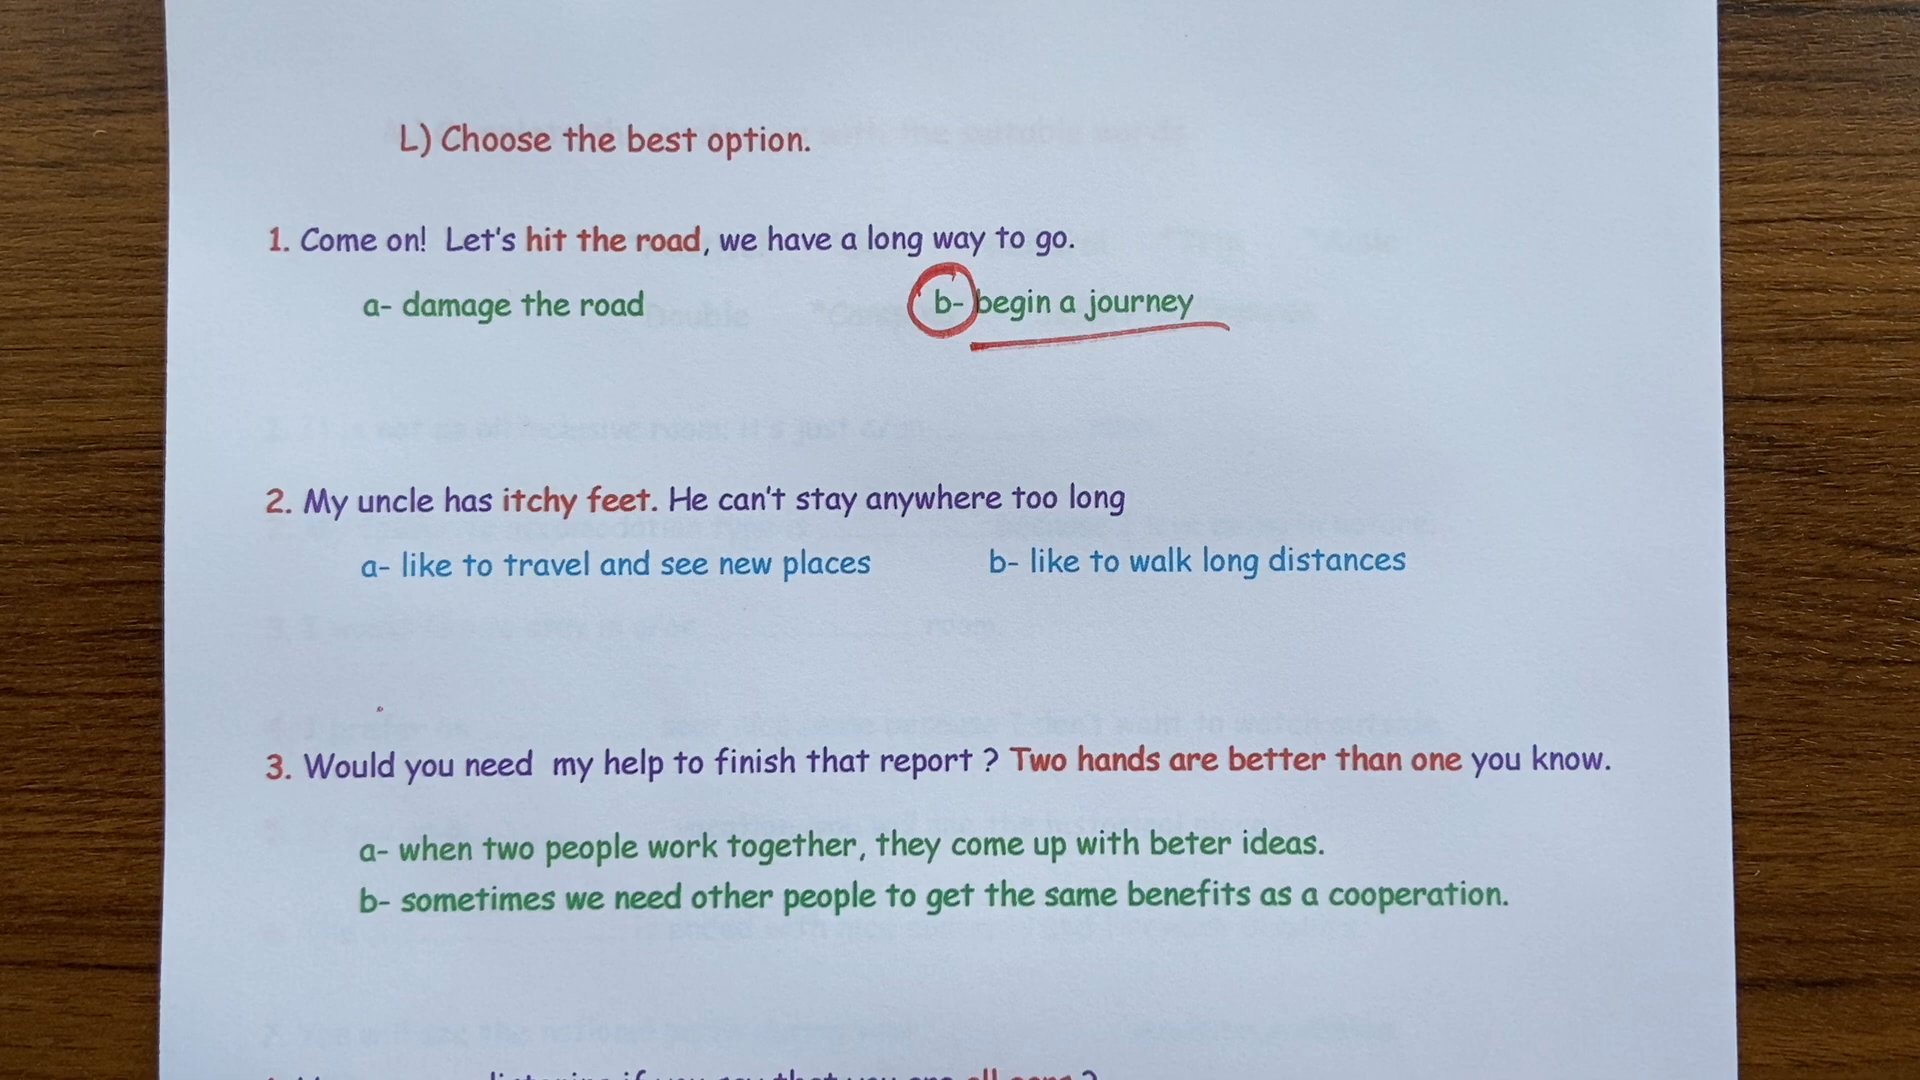 L) Choose the best option.
1. Come on! Let's hit the road, we have a long way to go.
a- damage the road b- begin a journey
2. My uncle has itchy feet. He can't stay anywhere too long
a- like to travel and see new places b- like to walk long distances
3. Would you need my help to finish that report ? Two hands are better than one you know.
a- when two people work together, they come up with beter ideas.
b- sometimes we need other people to get the same benefits as a cooperation.